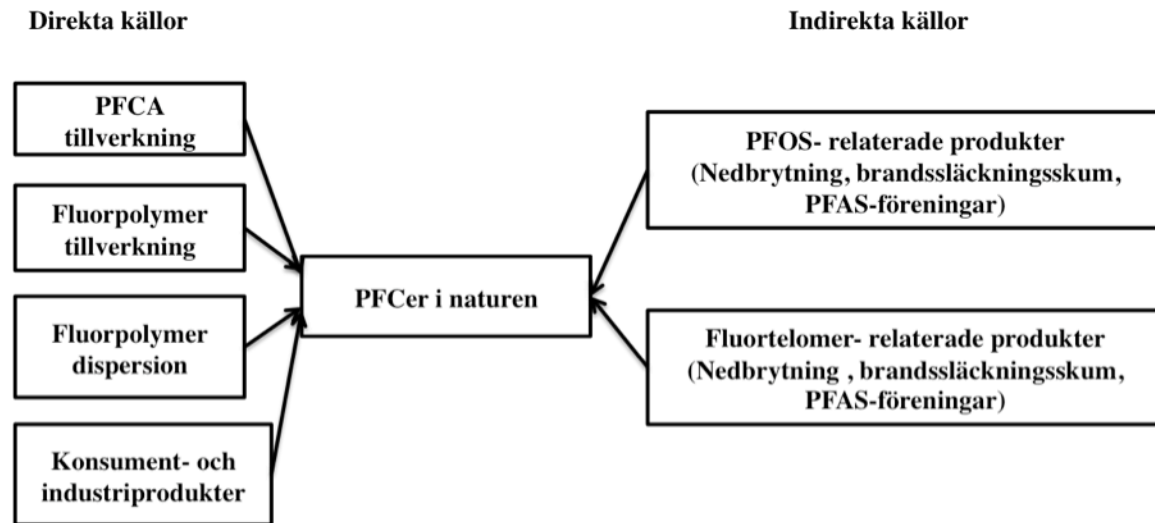 Direkta källor
Indirekta källor
PFCA
tillverkning
Fluorpolymer
tillverkning
Fluorpolymer
dispersion
Konsument- och
industriprodukter
PFCer i naturen
PFOS- relaterade produkter
(Nedbrytning, brandssläckningsskum,
PFAS-föreningar)
Fluortelomer- relaterade produkter
(Nedbrytning , brandssläckningsskum,
PFAS-föreningar)